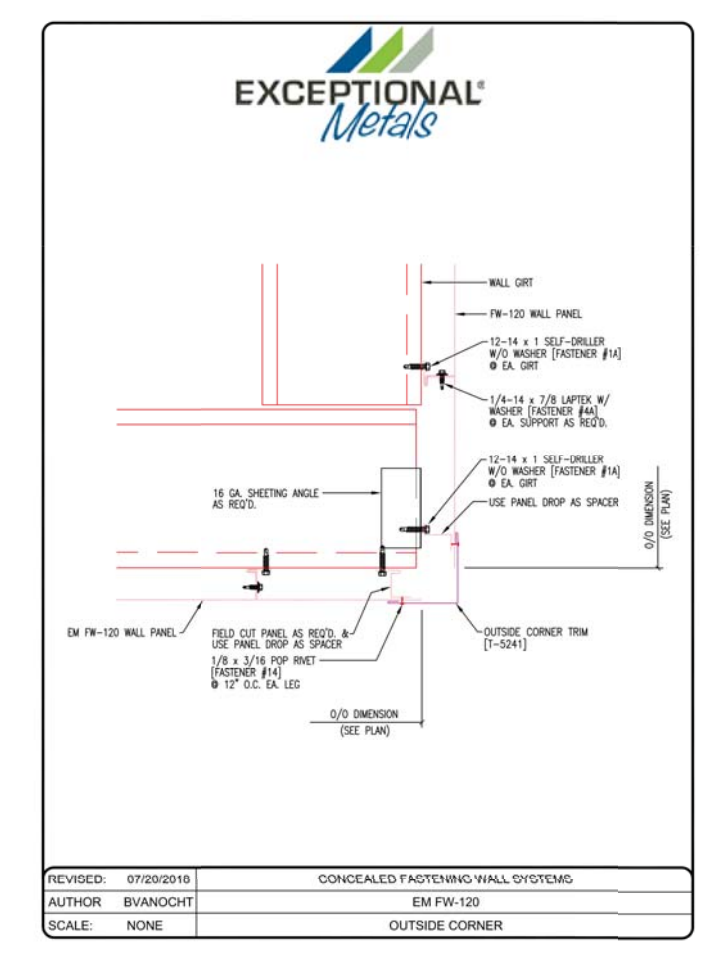 EXCEPTIONAL®
Metals
WALL GIRT
FW-120 WALL PANEL
12-14 x 1 SELF-DRILLER
W/O WASHER [FASTENER #1A]
@ EA. GIRT
1/4-14 x 7/8 LAPTEK W/
WASHER [FASTENER #4A]
@ EA. SUPPORT AS REQ'D.
12-14 x 1 SELF-DRILLER
W/O WASHER [FASTENER #1A]
@ EA. GIRT
16 GA. SHEETING ANGLE
AS REQ'D.
USE PANEL DROP AS SPACER
O/O DIMENSION
(SEE PLAN)
EM FW-120 WALL PANEL
FIELD CUT PANEL AS REQ'D. &
USE PANEL DROP AS SPACER
1/8 x 3/16 POP RIVET
[FASTENER #14]
@ 12" O.C. EA. LEG
OUTSIDE CORNER TRIM
[T-5241]
O/O DIMENSION
(SEE PLAN)
REVISED: 07/20/2018 CONCEALED FASTENING WALL SYSTEMS
AUTHOR BVANOCHT EM FW-120
SCALE: NONE OUTSIDE CORNER